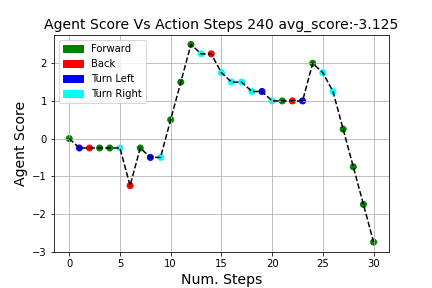 Agent Score Vs Action Steps 240 avg_score:-3.125
Forward
Back
Turn Left
Turn Right
Agent Score
2
1
0
−1
−2
−3
0 5 10 15 20 25 30
Num. Steps